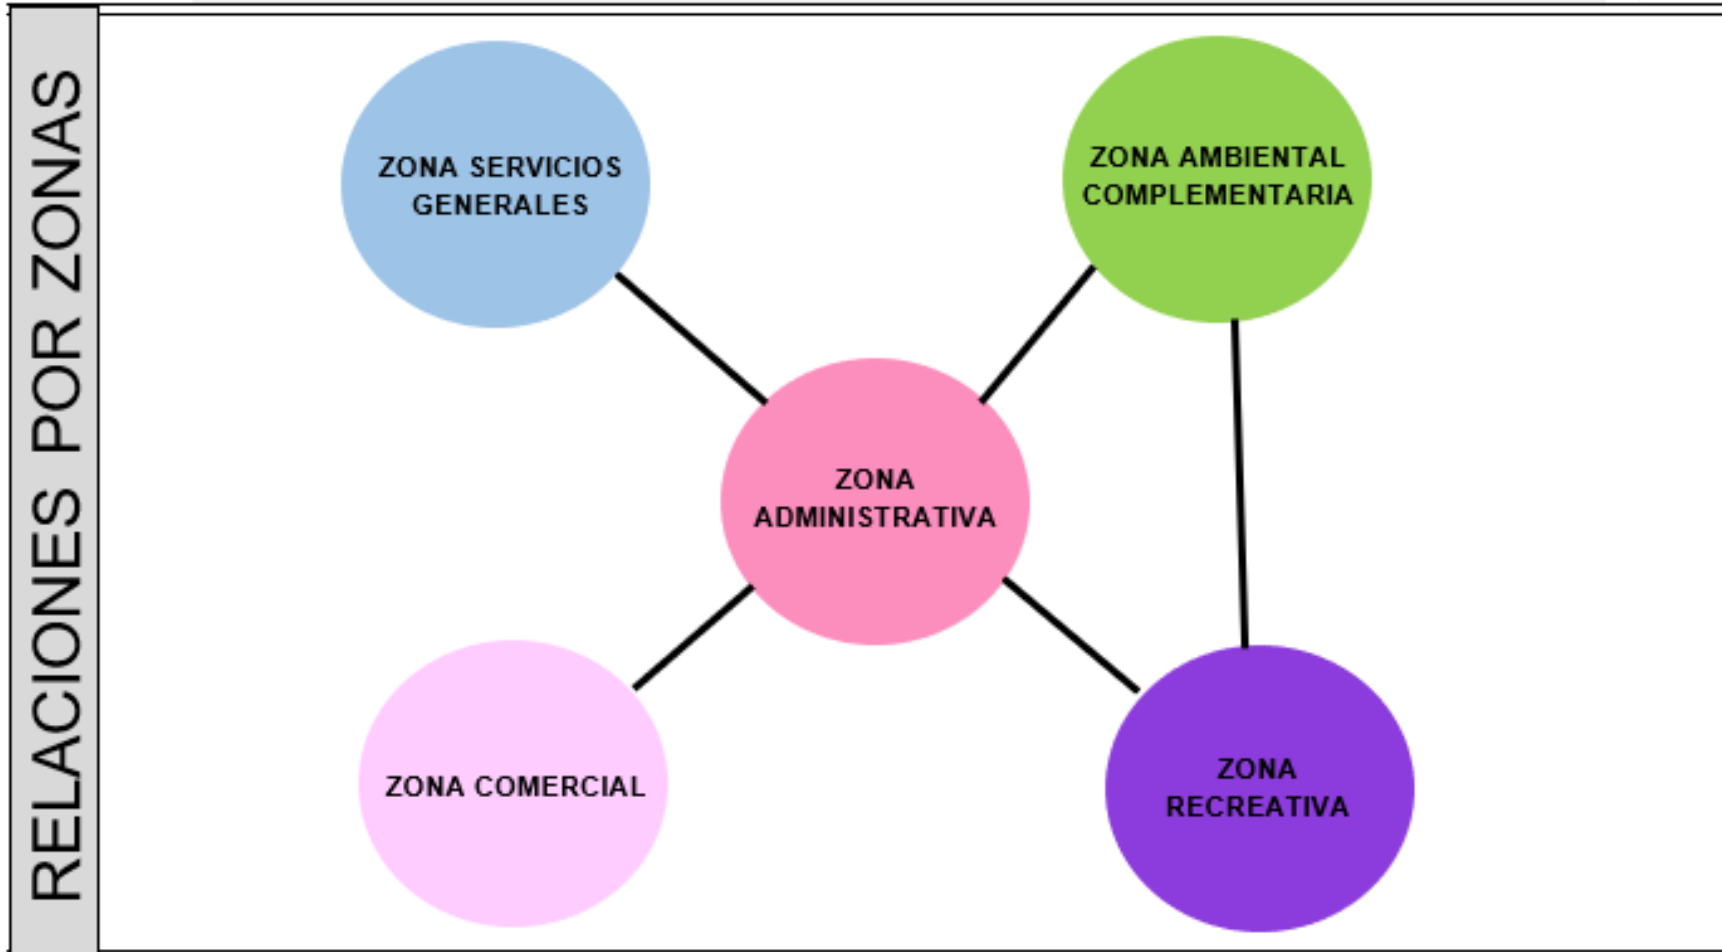 RELACIONES POR ZONAS
ZONA SERVICIOS
GENERALES
ZONA AMBIENTAL
COMPLEMENTARIA
ZONA
ADMINISTRATIVA
ZONA COMERCIAL
ZONA
RECREATIVA